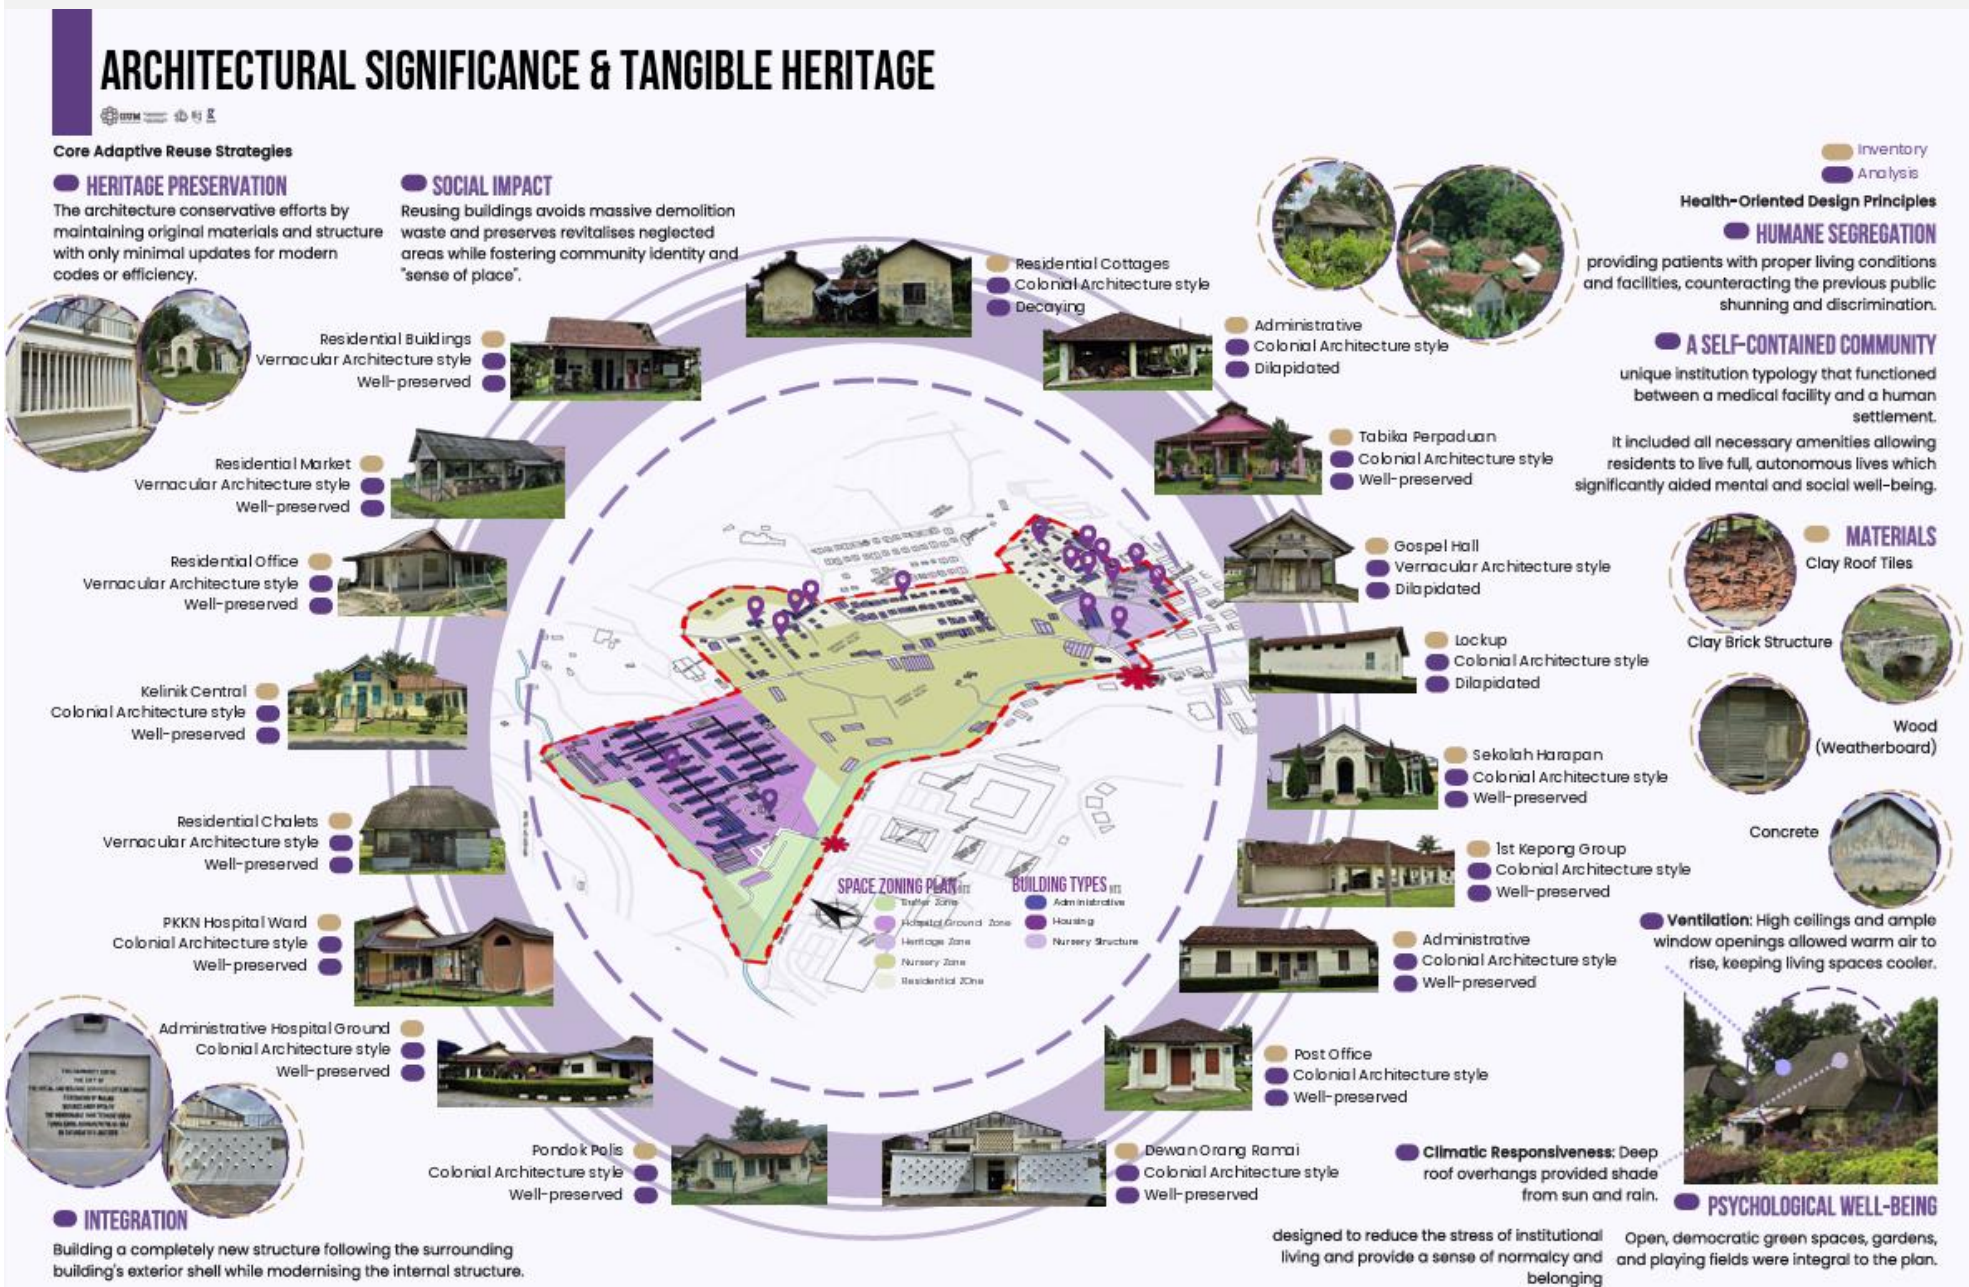 ARCHITECTURAL SIGNIFICANCE & TANGIBLE HERITAGE
IIUM
Core Adaptive Reuse Strategies
HERITAGE PRESERVATION
The architecture conservative efforts by
maintaining original materials and structure
with only minimal updates for modern
codes or efficiency.
SOCIAL IMPACT
Reusing buildings avoids massive demolition
waste and preserves revitalises neglected
areas while fostering community identity and
"sense of place".
Inventory
Analysis
Health-Oriented Design Principles
HUMANE SEGREGATION
providing patients with proper living conditions
and facilities, counteracting the previous public
shunning and discrimination.
A SELF-CONTAINED COMMUNITY
unique institution typology that functioned
between a medical facility and a human
settlement.
It included all necessary amenities allowing
residents to live full, autonomous lives which
significantly aided mental and social well-being.
MATERIALS
Clay Roof Tiles
Clay Brick Structure
Wood
(Weatherboard)
Concrete
Ventilation: High ceilings and ample
window openings allowed warm air to
rise, keeping living spaces cooler.
Climatic Responsiveness: Deep
roof overhangs provided shade
from sun and rain.
PSYCHOLOGICAL WELL-BEING
Open, democratic green spaces, gardens,
and playing fields were integral to the plan.
designed to reduce the stress of institutional
living and provide a sense of normalcy and
belonging
Residential Cottages
Colonial Architecture style
Decaying
Administrative
Colonial Architecture style
Dilapidated
Tabika Perpaduan
Colonial Architecture style
Well-preserved
Gospel Hall
Vernacular Architecture style
Dilapidated
Lockup
Colonial Architecture style
Dilapidated
Sekolah Harapan
Colonial Architecture style
Well-preserved
1st Kepong Group
Colonial Architecture style
Well-preserved
Administrative
Colonial Architecture style
Well-preserved
Post Office
Colonial Architecture style
Well-preserved
Dewan Orang Ramai
Colonial Architecture style
Well-preserved
Pondok Polis
Colonial Architecture style
Well-preserved
Administrative Hospital Ground
Colonial Architecture style
Well-preserved
PKKN Hospital Ward
Colonial Architecture style
Well-preserved
Residential Chalets
Vernacular Architecture style
Well-preserved
Kelinik Central
Colonial Architecture style
Well-preserved
Residential Office
Vernacular Architecture style
Well-preserved
Residential Market
Vernacular Architecture style
Well-preserved
Residential Buildings
Vernacular Architecture style
Well-preserved
SPACE ZONING PLAN NTS
Buffer Zone
Hospital Ground Zone
Heritage Zone
Nursery Zone
Residential ZOne
BUILDING TYPES NTS
Administrative
Housing
Nursery Structure
INTEGRATION
Building a completely new structure following the surrounding
building's exterior shell while modernising the internal structure.